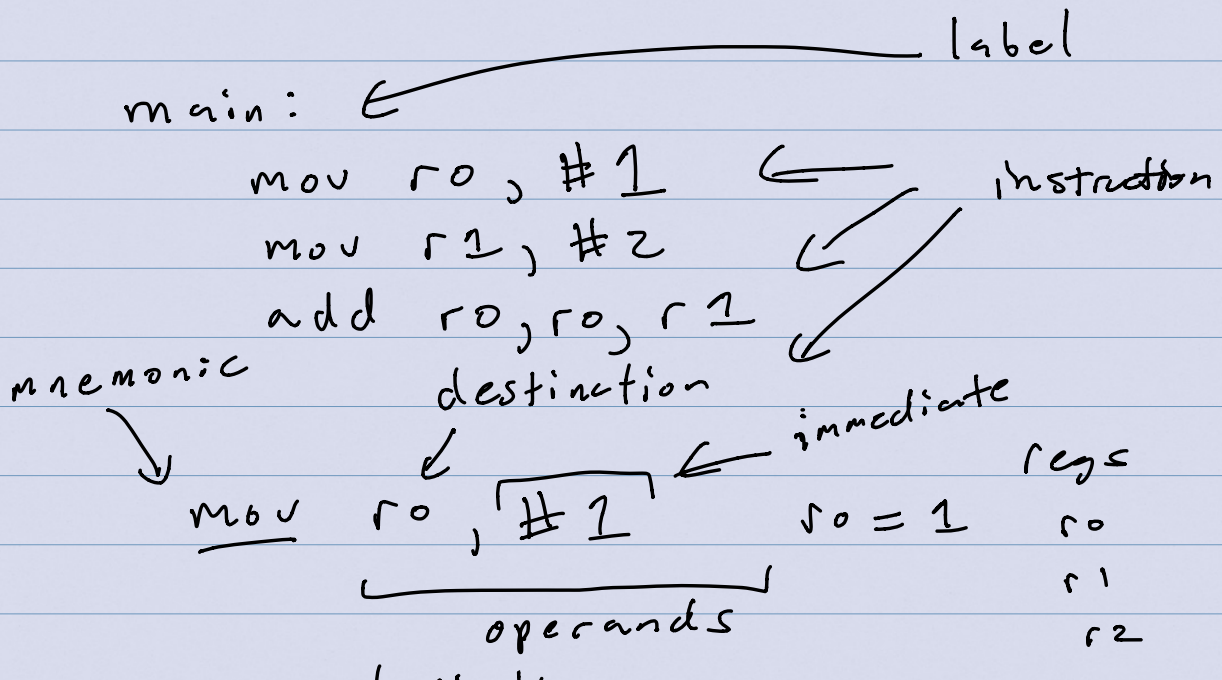 label
main:
mov r0, #1
instruction
mov r1, #2
add r0, r0, r1
mnemonic
destination
immediate
regs
mov r0, #1
r0 = 1
r0
r1
operands
r2